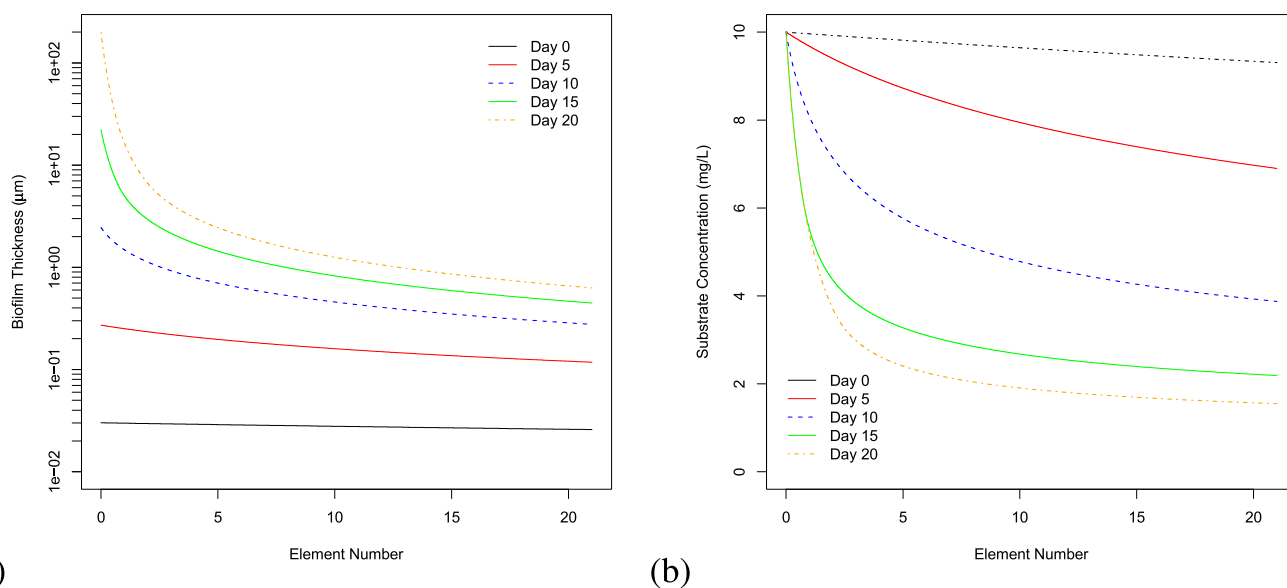 1e+02
1e+01
1e+00
1e−01
1e−02
Biofilm Thickness (μm)
Day 0
Day 5
Day 10
Day 15
Day 20
0 5 10 15 20
Element Number
)
10
8
6
4
2
0
Substrate Concentration (mg/L)
Day 0
Day 5
Day 10
Day 15
Day 20
0 5 10 15 20
Element Number
(b)